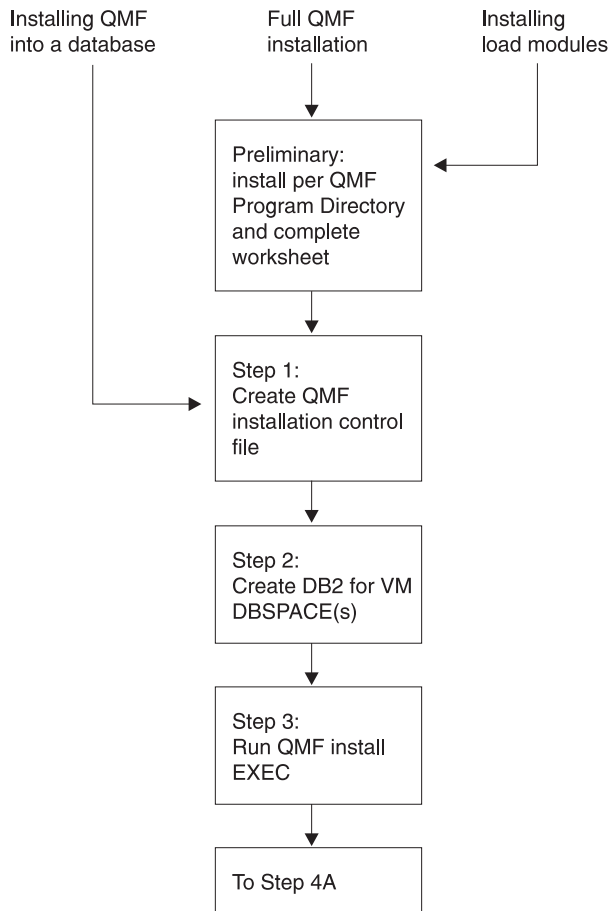 Installing QMF
into a database
Full QMF
installation
Installing
load modules
Preliminary:
install per QMF
Program Directory
and complete
worksheet
Step 1:
Create QMF
installation control
file
Step 2:
Create DB2 for VM
DBSPACE(s)
Step 3:
Run QMF install
EXEC
To Step 4A